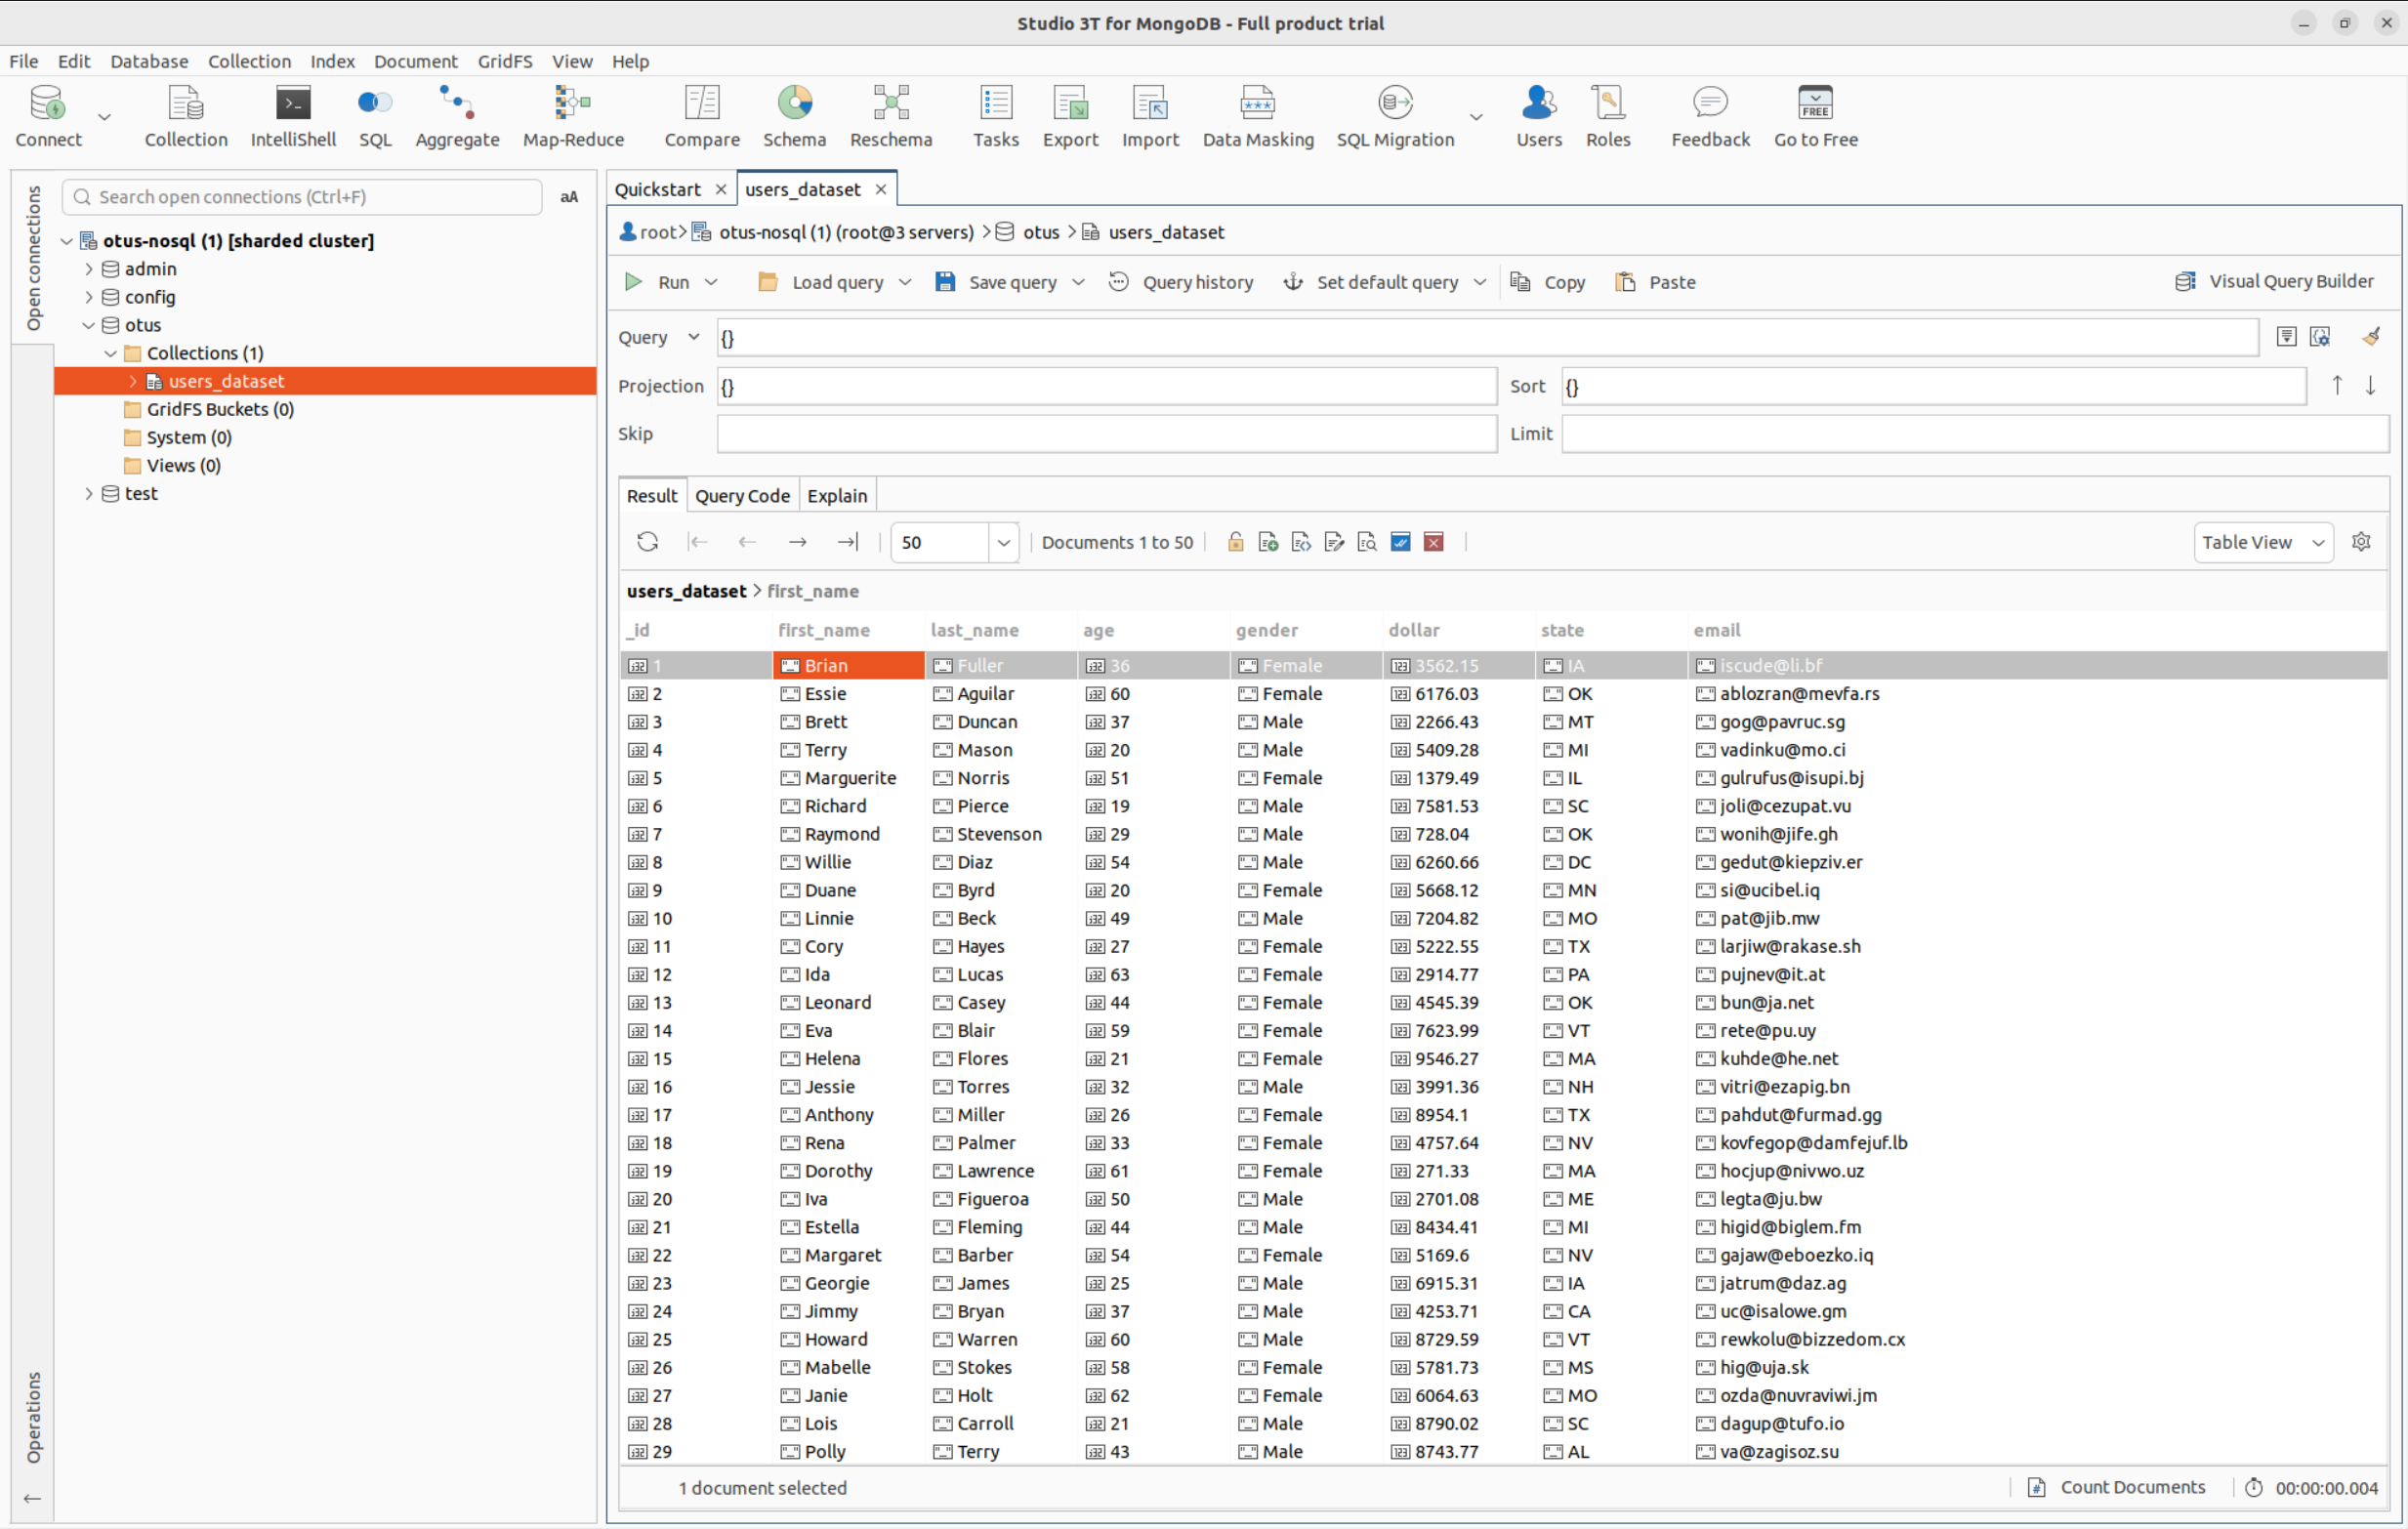 Studio 3T for MongoDB - Full product trial
File Edit Database Collection Index Document GridFS View Help
Connect Collection IntelliShell SQL Aggregate Map-Reduce Compare Schema Reschema Tasks Export Import Data Masking SQL Migration Users Roles Feedback FREE Go to Free
Open connections
Search open connections (Ctrl+F) aA
otus-nosql (1) [sharded cluster]
admin
config
otus
Collections (1)
users_dataset
GridFS Buckets (0)
System (0)
Views (0)
test
Operations
Quickstart users_dataset
root > otus-nosql (1) (root@3 servers) > otus > users_dataset
Run Load query Save query Query history Set default query Copy Paste Visual Query Builder
Query {}
Projection {} Sort {}
Skip Limit
Result Query Code Explain
50 Documents 1 to 50 Table View
users_dataset > first_name
_id first_name last_name age gender dollar state email
1 Brian Fuller 36 Female 3562.15 IA iscude@li.bf
2 Essie Aguilar 60 Female 6176.03 OK ablozran@mevfa.rs
3 Brett Duncan 37 Male 2266.43 MT gog@pavruc.sg
4 Terry Mason 20 Male 5409.28 MI vadinku@mo.ci
5 Marguerite Norris 51 Female 1379.49 IL gulrufus@isupi.bj
6 Richard Pierce 19 Male 7581.53 SC joli@cezupat.vu
7 Raymond Stevenson 29 Male 728.04 OK wonih@jife.gh
8 Willie Diaz 54 Male 6260.66 DC gedut@kiepziv.er
9 Duane Byrd 20 Female 5668.12 MN si@ucibel.iq
10 Linnie Beck 49 Male 7204.82 MO pat@jib.mw
11 Cory Hayes 27 Female 5222.55 TX larjiw@rakase.sh
12 Ida Lucas 63 Female 2914.77 PA pujnev@it.at
13 Leonard Casey 44 Female 4545.39 OK bun@ja.net
14 Eva Blair 59 Female 7623.99 VT rete@pu.uy
15 Helena Flores 21 Female 9546.27 MA kuhde@he.net
16 Jessie Torres 32 Male 3991.36 NH vitri@ezapig.bn
17 Anthony Miller 26 Female 8954.1 TX pahdut@furmad.gg
18 Rena Palmer 33 Female 4757.64 NV kovfegop@damfejuf.lb
19 Dorothy Lawrence 61 Female 271.33 MA hocjup@nivwo.uz
20 Iva Figueroa 50 Male 2701.08 ME legta@ju.bw
21 Estella Fleming 44 Male 8434.41 MI higid@biglem.fm
22 Margaret Barber 54 Female 5169.6 NV gajaw@eboezko.iq
23 Georgie James 25 Male 6915.31 IA jatrum@daz.ag
24 Jimmy Bryan 37 Male 4253.71 CA uc@isalowe.gm
25 Howard Warren 60 Male 8729.59 VT rewkolu@bizzedom.cx
26 Mabelle Stokes 58 Female 5781.73 MS hig@uja.sk
27 Janie Holt 62 Female 6064.63 MO ozda@nuvraviwi.jm
28 Lois Carroll 21 Male 8790.02 SC dagup@tufo.io
29 Polly Terry 43 Male 8743.77 AL va@zagisoz.su
1 document selected Count Documents 00:00:00.004